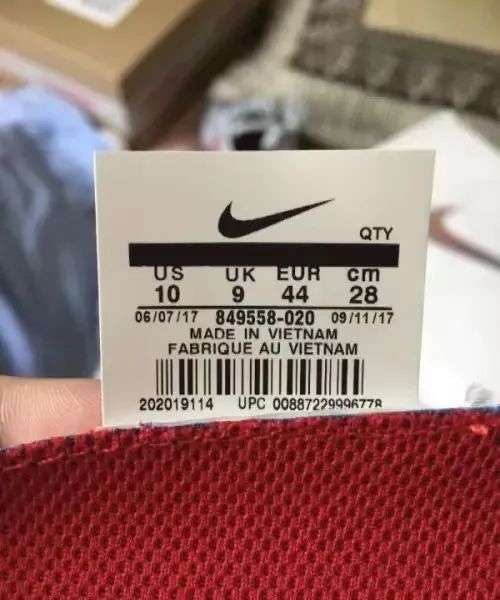 QTY
US UK EUR cm
10 9 44 28
06/07/17 849558-020 09/11/17
MADE IN VIETNAM
FABRIQUE AU VIETNAM
202019114 UPC 00887229996778